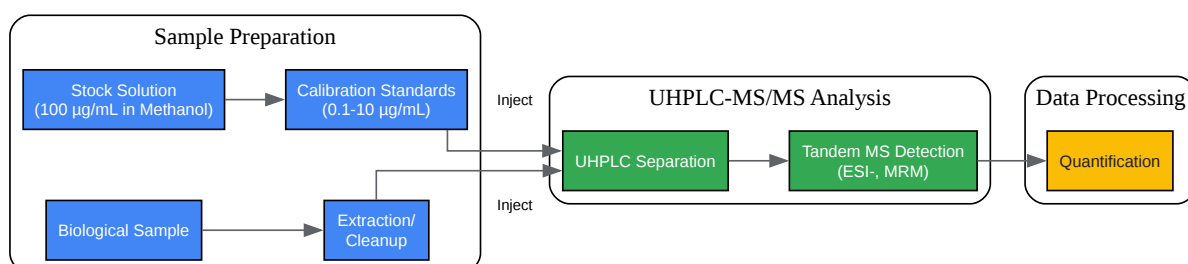 Sample Preparation
Stock Solution
(100 µg/mL in Methanol)
Calibration Standards
(0.1-10 µg/mL)
Biological Sample
Extraction/
Cleanup
Inject
Inject
UHPLC-MS/MS Analysis
UHPLC Separation
Tandem MS Detection
(ESI-, MRM)
Data Processing
Quantification